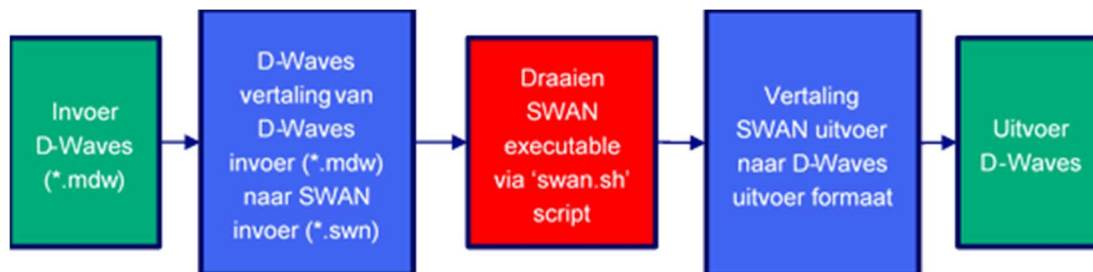 Invoer
D-Waves
(*.mdw)
D-Waves
vertaling van
D-Waves
invoer (*.mdw)
naar SWAN
invoer (*.swn)
Draaien
SWAN
executable
via ‘swan.sh’
script
Vertaling
SWAN uitvoer
naar D-Waves
uitvoer formaat
Uitvoer
D-Waves